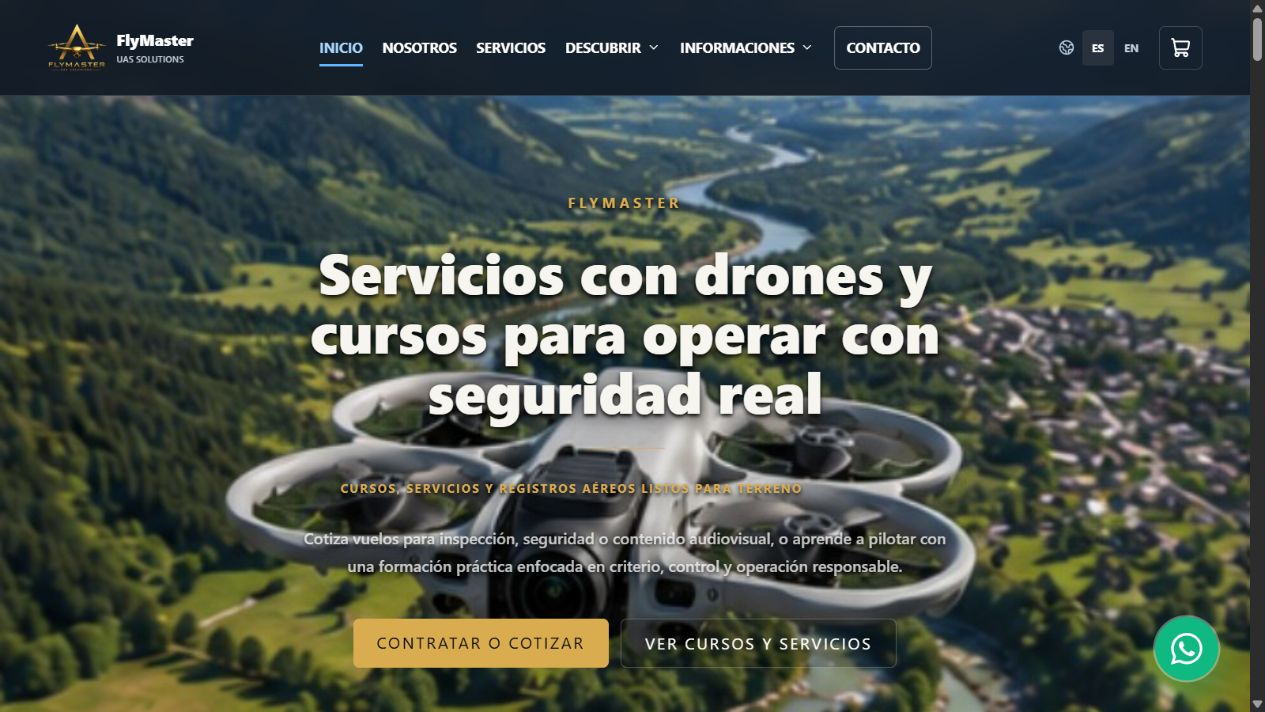 FLYMASTER
FlyMaster
UAS SOLUTIONS
INICIO
NOSOTROS
SERVICIOS
DESCUBRIR
INFORMACIONES
CONTACTO
ES
EN
FLYMASTER
Servicios con drones y
cursos para operar con
seguridad real
CURSOS, SERVICIOS Y REGISTROS AÉREOS LISTOS PARA TERRENO
Cotiza vuelos para inspección, seguridad o contenido audiovisual, o aprende a pilotar con
una formación práctica enfocada en criterio, control y operación responsable.
CONTRATAR O COTIZAR
VER CURSOS Y SERVICIOS